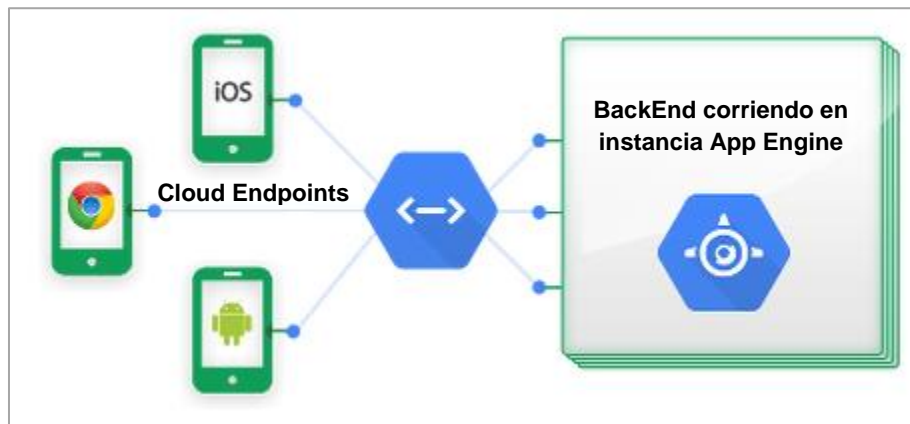 iOS
BackEnd corriendo en
instancia App Engine
Cloud Endpoints